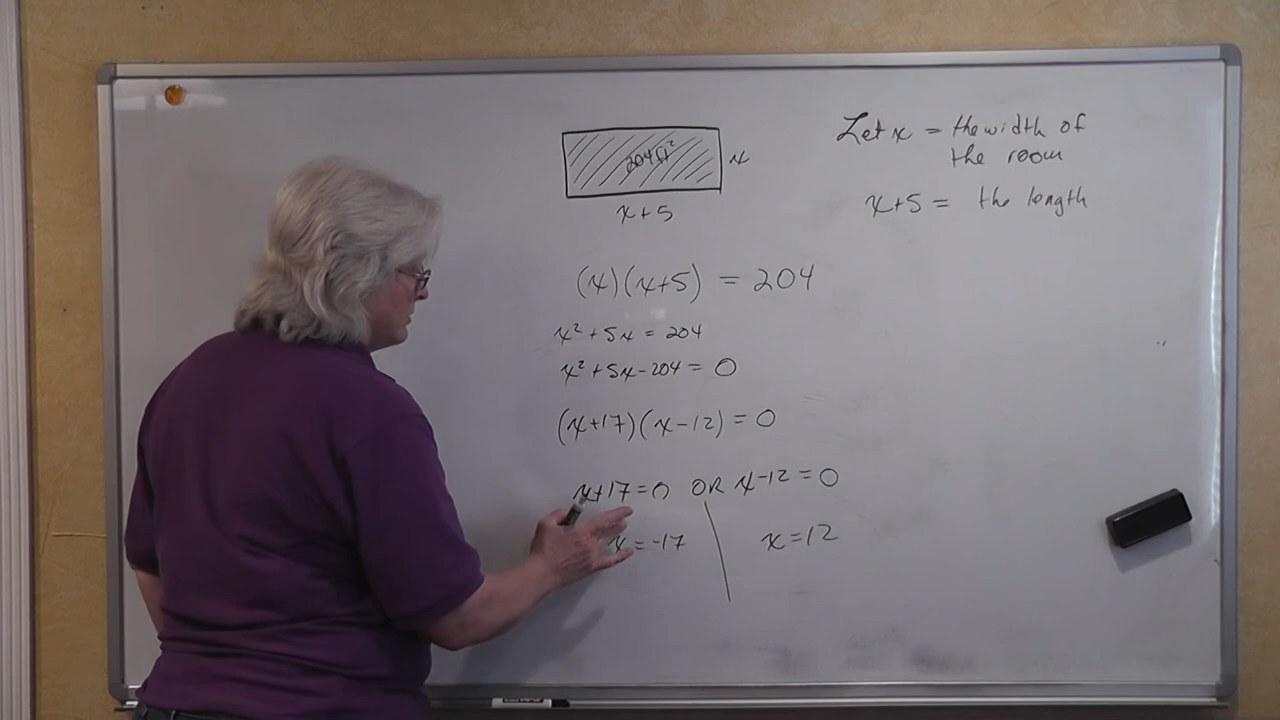 204 ft²
x
x+5
Let x = the width of
the room
x+5 = the length
(x)(x+5) = 204
x² + 5x = 204
x² + 5x - 204 = 0
(x+17)(x-12) = 0
x+17=0 OR x-12=0
x=-17 x=12